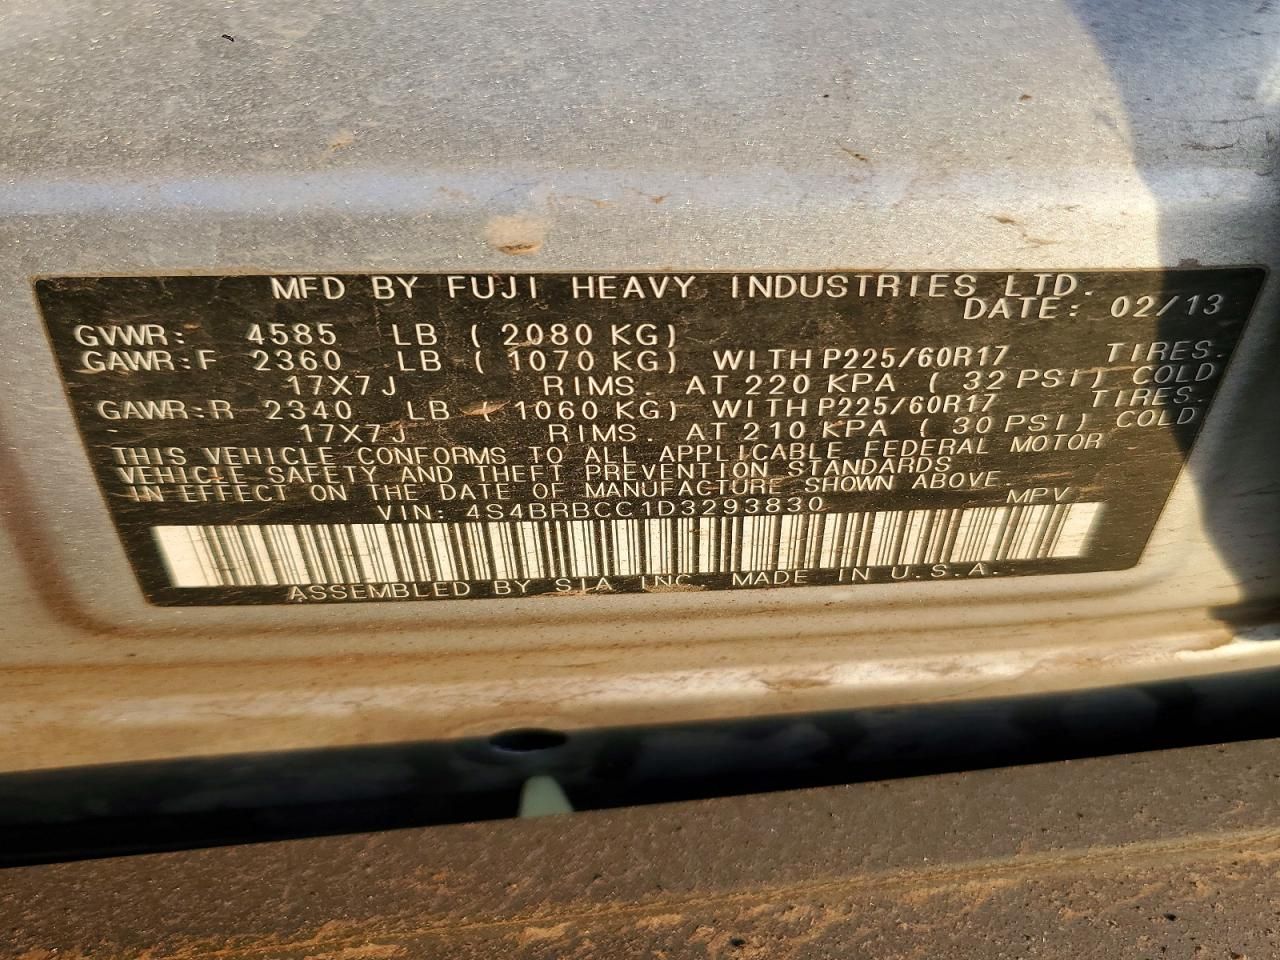 MFD BY FUJI HEAVY INDUSTRIES LTD.
DATE: 02/13
GVWR: 4585 LB ( 2080 KG)
GAWR:F 2360 LB ( 1070 KG) WITH P225/60R17 TIRES.
17X7J RIMS. AT 220 KPA ( 32 PSI) COLD
GAWR:R 2340 LB ( 1060 KG) WITH P225/60R17 TIRES.
17X7J RIMS. AT 210 KPA ( 30 PSI) COLD
THIS VEHICLE CONFORMS TO ALL APPLICABLE FEDERAL MOTOR
VEHICLE SAFETY AND THEFT PREVENTION STANDARDS
IN EFFECT ON THE DATE OF MANUFACTURE SHOWN ABOVE.
VIN: 4S4BRBCC1D3293830 MPV
ASSEMBLED BY SIA INC. MADE IN U.S.A.